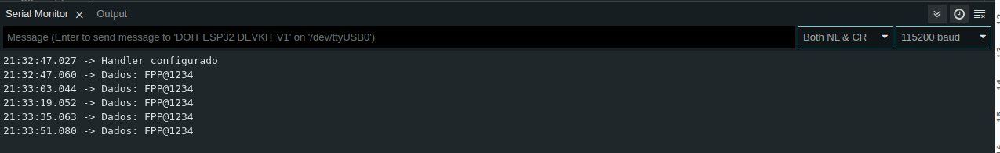 Serial Monitor Output
Message (Enter to send message to 'DOIT ESP32 DEVKIT V1' on '/dev/ttyUSB0') Both NL & CR 115200 baud
21:32:47.027 -> Handler configurado
21:32:47.060 -> Dados: FPP@1234
21:33:03.044 -> Dados: FPP@1234
21:33:19.052 -> Dados: FPP@1234
21:33:35.063 -> Dados: FPP@1234
21:33:51.080 -> Dados: FPP@1234